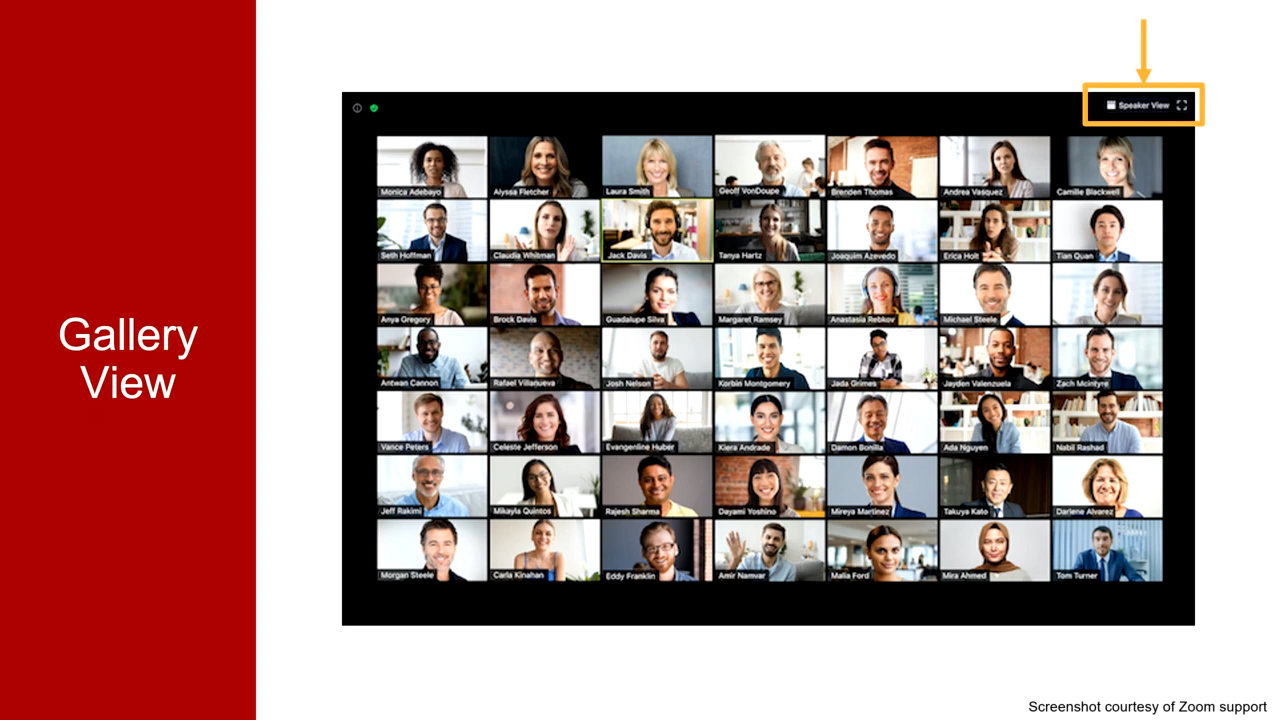 Gallery
View
Speaker View
Monica Adebayo
Alyssa Fletcher
Laura Smith
Geoff VonDoupe
Brenden Thomas
Andrea Vasquez
Camille Blackwell
Seth Hoffman
Claudia Whitman
Jack Davis
Tanya Hartz
Joaquim Azevedo
Erica Holt
Tian Quan
Anya Gregory
Brock Davis
Guadalupe Silva
Margaret Ramsey
Anastasia Rebkov
Michael Steele
Antwan Cannon
Rafael Villanueva
Josh Nelson
Korbin Montgomery
Jada Grimes
Jayden Valenzuela
Zach McIntyre
Vance Peters
Celeste Jefferson
Evangenline Huber
Kiera Andrade
Damon Bonilla
Ada Nguyen
Nabil Rashad
Jeff Rakimi
Mikayla Quintos
Rajesh Sharma
Dayami Yoshino
Mireya Martinez
Takuya Kato
Darlene Alvarez
Morgan Steele
Carla Kinahan
Eddy Franklin
Amir Namvar
Malia Ford
Mira Ahmed
Tom Turner
Screenshot courtesy of Zoom support